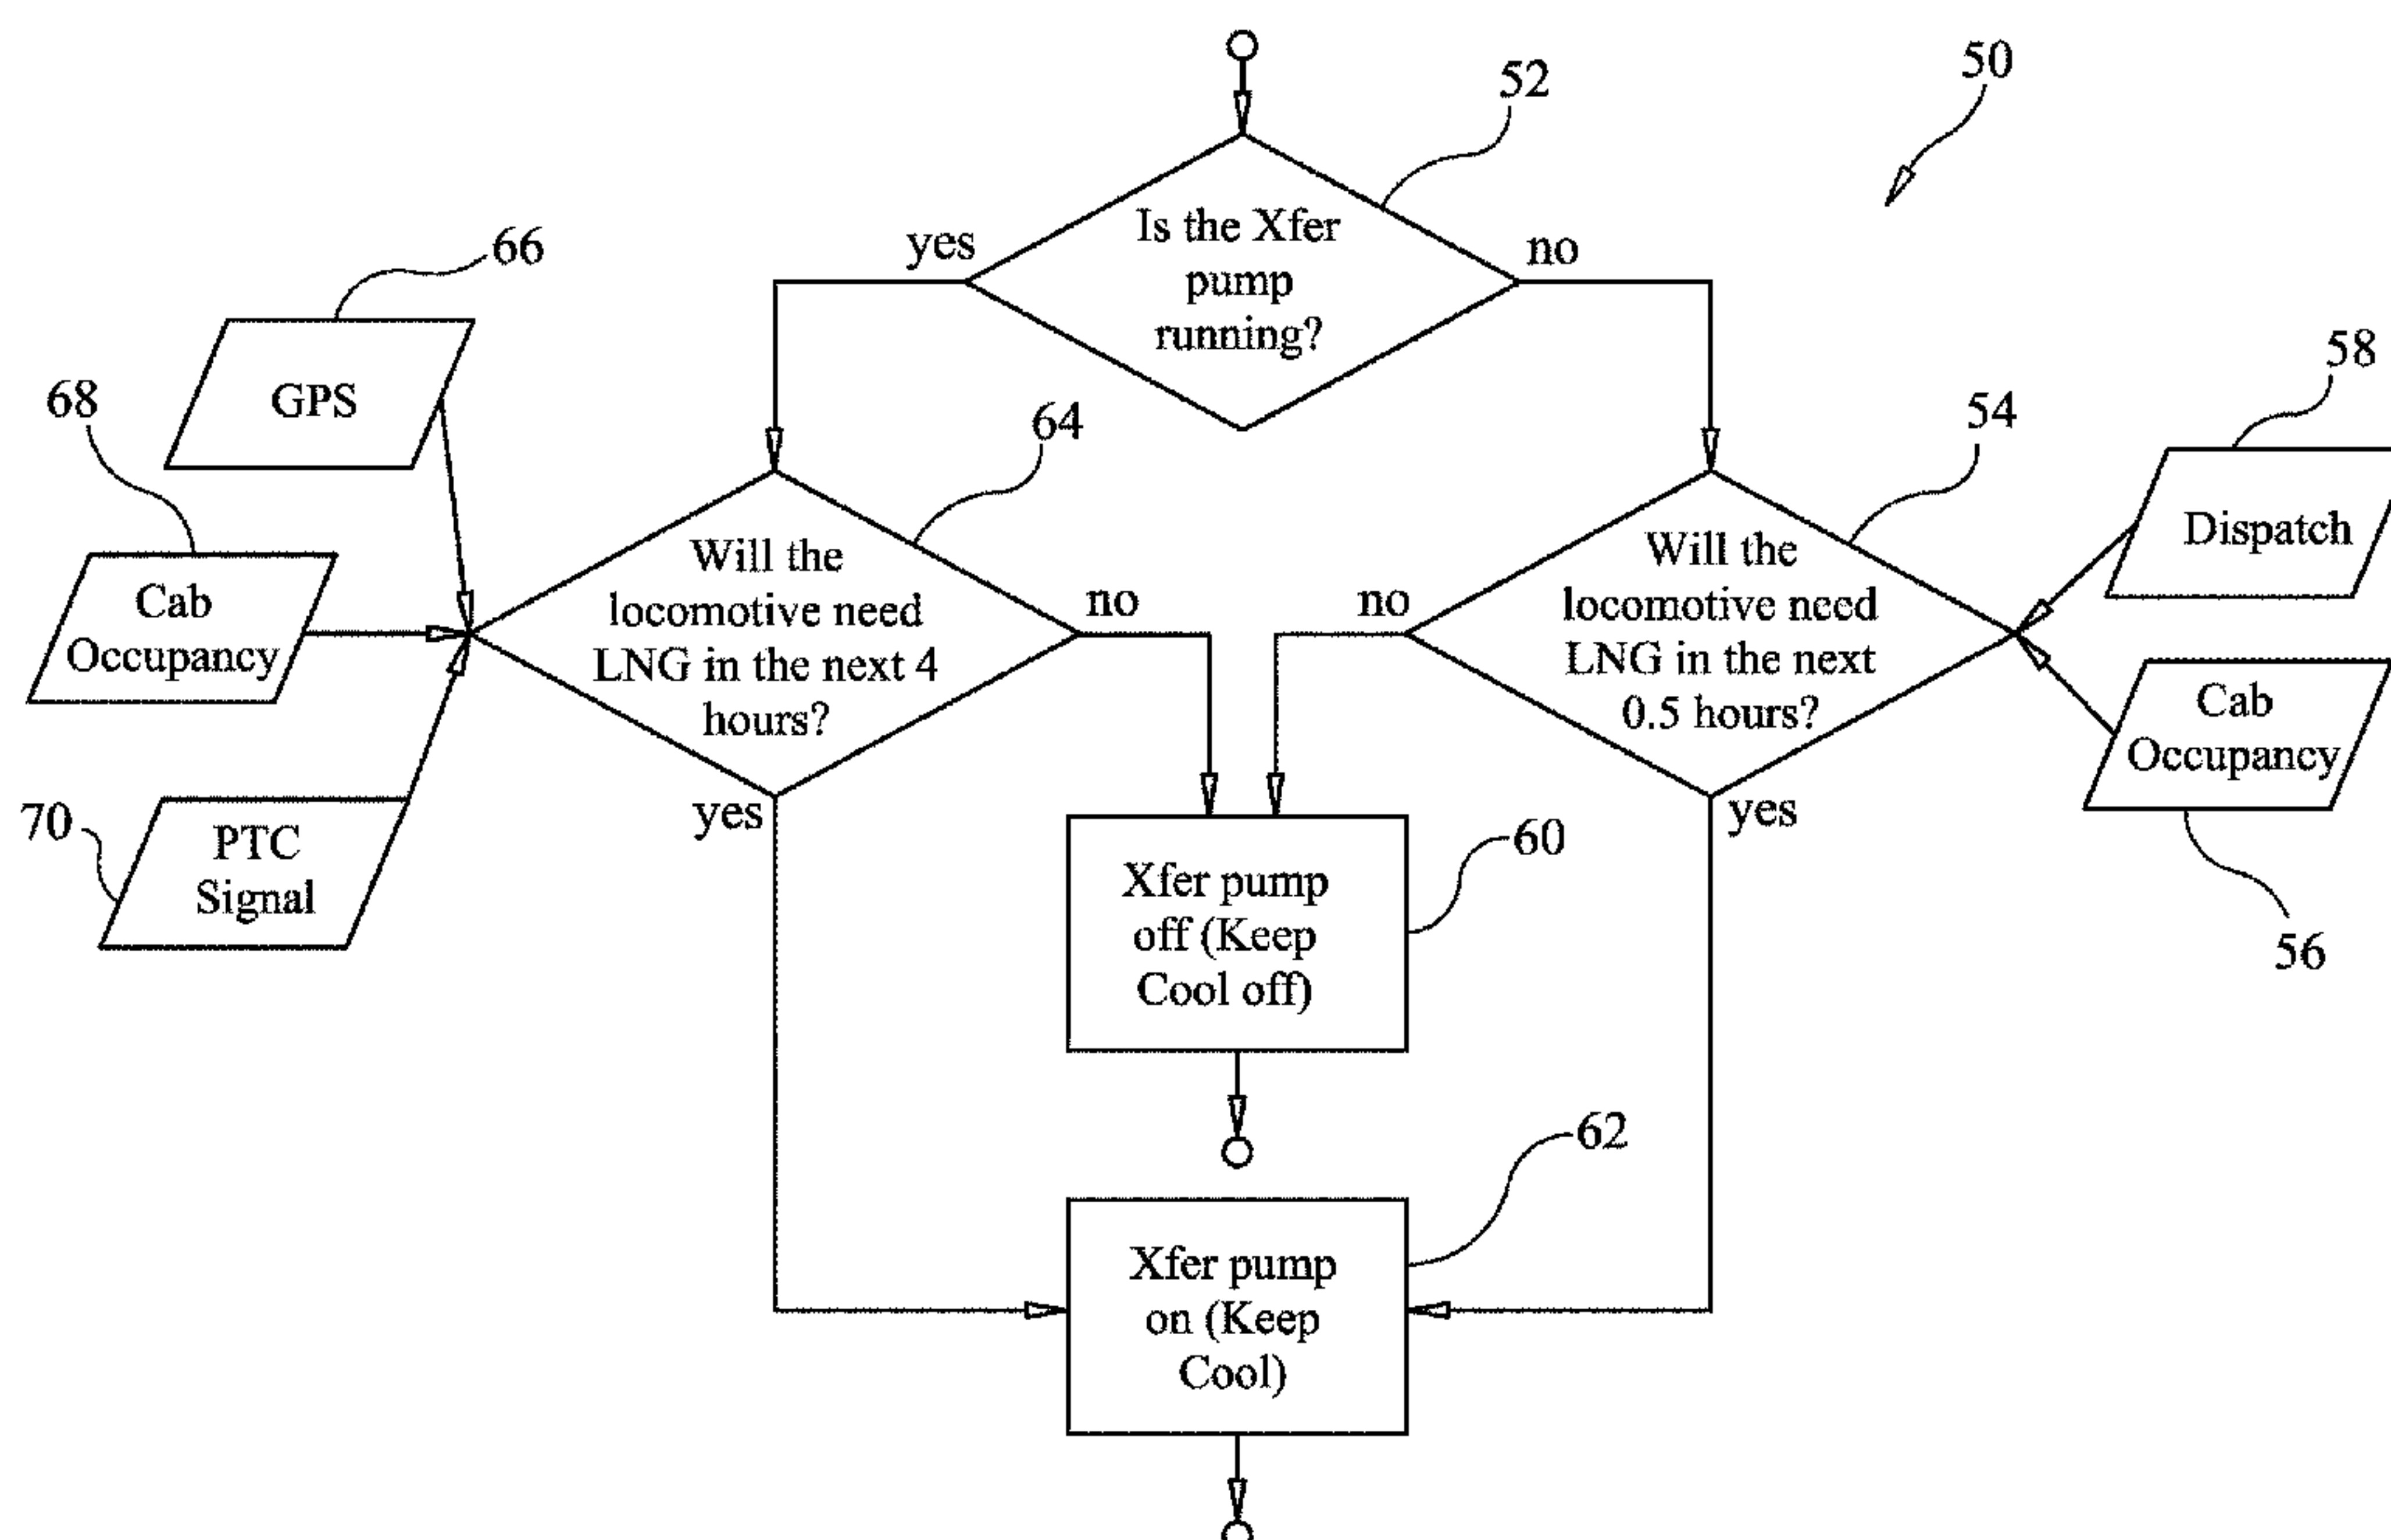 50
52
Is the Xfer
pump
running?
yes
no
66
GPS
68
Cab
Occupancy
70
PTC
Signal
64
Will the
locomotive need
LNG in the next 4
hours?
no
yes
54
Will the
locomotive need
LNG in the next
0.5 hours?
no
yes
58
Dispatch
Cab
Occupancy
56
60
Xfer pump
off (Keep
Cool off)
62
Xfer pump
on (Keep
Cool)